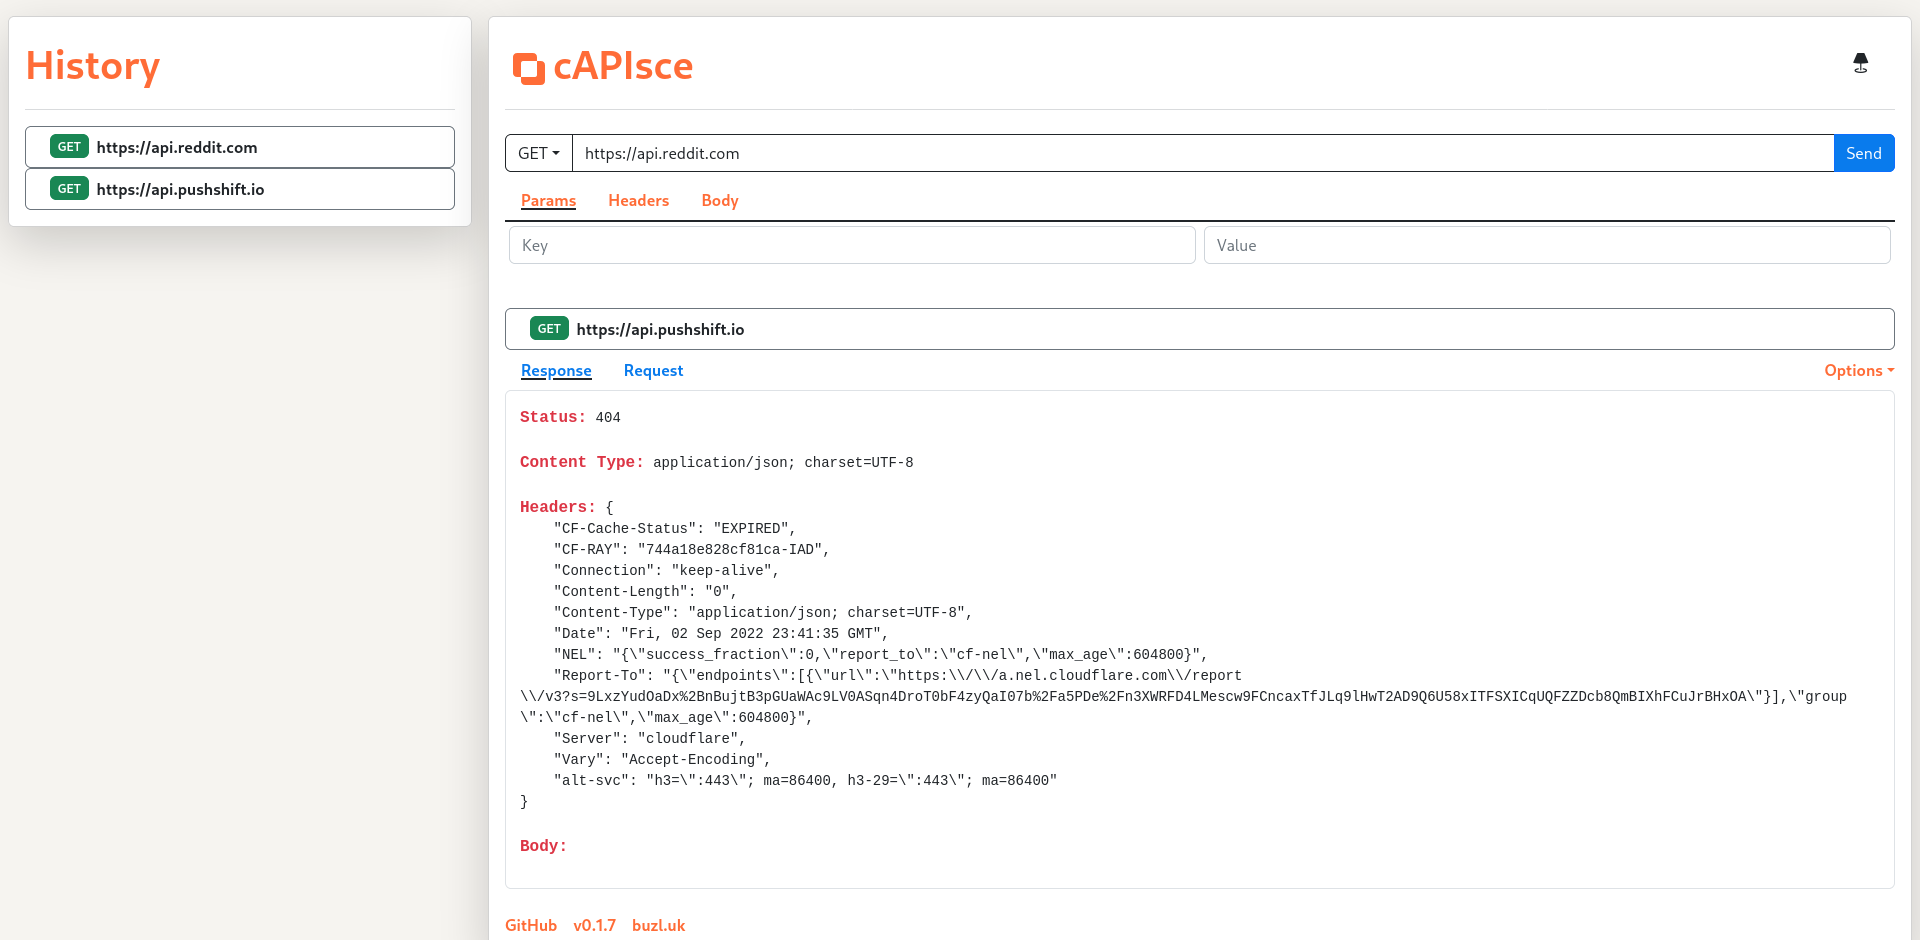 History
GET https://api.reddit.com
GET https://api.pushshift.io
cAPIsce
GET https://api.reddit.com Send
Params Headers Body
Key Value
GET https://api.pushshift.io
Response Request Options
Status: 404
Content Type: application/json; charset=UTF-8
Headers: {
    "CF-Cache-Status": "EXPIRED",
    "CF-RAY": "744a18e828cf81ca-IAD",
    "Connection": "keep-alive",
    "Content-Length": "0",
    "Content-Type": "application/json; charset=UTF-8",
    "Date": "Fri, 02 Sep 2022 23:41:35 GMT",
    "NEL": "{\"success_fraction\":0,\"report_to\":\"cf-nel\",\"max_age\":604800}",
    "Report-To": "{\"endpoints\":[{\"url\":\"https:\\/\\/a.nel.cloudflare.com\\/report
\\/v3?s=9LxzYudOaDx%2BnBujtB3pGUaWAc9LV0ASqn4DroT0bF4zyQaI07b%2Fa5PDe%2Fn3XWRFD4LMescw9FCncaxTfJLq9lHwT2AD9Q6U58xITFSXICqUQFZZDcb8QmBIXhFCuJrBHxOA\"}],\"group
\":\"cf-nel\",\"max_age\":604800}",
    "Server": "cloudflare",
    "Vary": "Accept-Encoding",
    "alt-svc": "h3=\":443\"; ma=86400, h3-29=\":443\"; ma=86400"
}
Body:
GitHub v0.1.7 buzl.uk